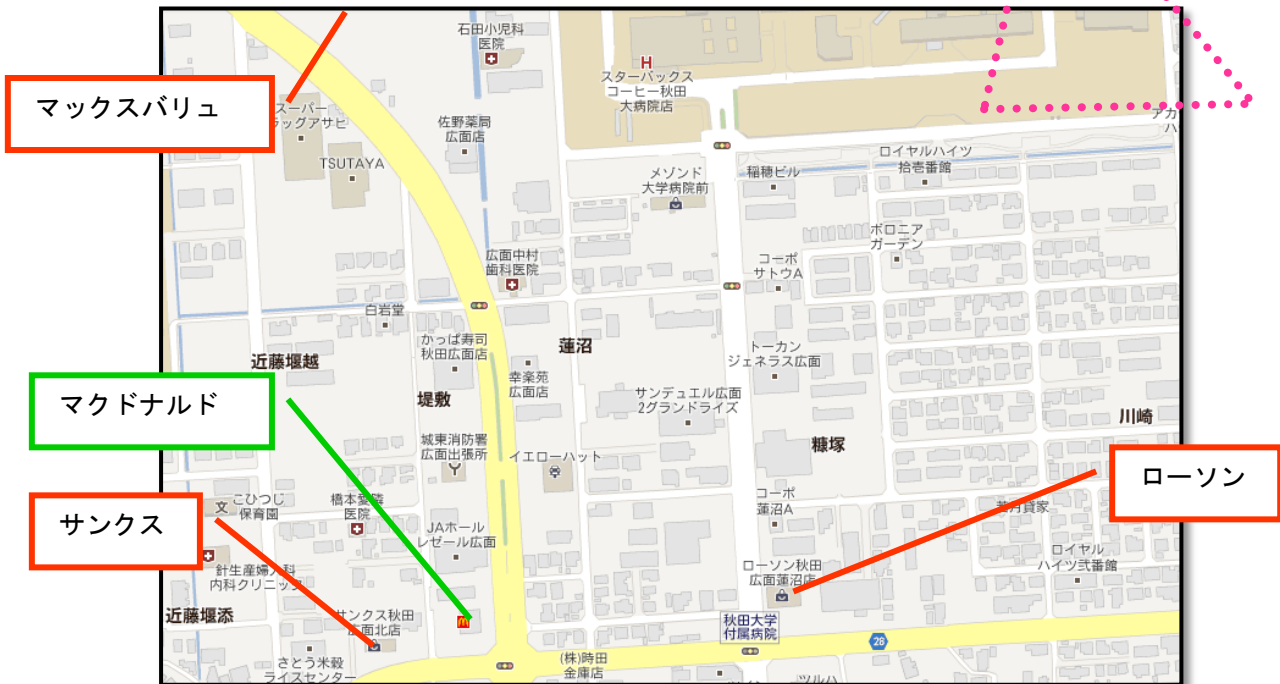 石田小児科
医院
H
スターバックス
コーヒー秋田
大病院店
マックスバリュ
スーパー
ラッグアサヒ
TSUTAYA
佐野薬局
広面店
アカ
ハ
ロイヤルハイツ
拾壱番館
メゾンド
大学病院前
稲穂ビル
ボロニア
ガーデン
広面中村
歯科医院
コーポ
サトウA
白岩堂
かっぱ寿司
秋田広面店
蓮沼
トーカン
ジェネラス広面
近藤堰越
幸楽苑
広面店
サンデュエル広面
2グランドライズ
マクドナルド
堤敷
川崎
糠塚
城東消防署
広面出張所
イエローハット
ローソン
こひつじ
保育園
文
橋本愛隣
医院
コーポ
蓮沼A
月貸家
サンクス
JAホール
レゼール広面
ロイヤル
ハイツ弐番館
針生産婦人科
内科クリニック
ローソン秋田
広面蓮沼店
近藤堰添
サンクス秋田
広面北店
秋田大学
付属病院
28
さとう米穀
ライスセンター
(株)時田
金庫店
ツルハ